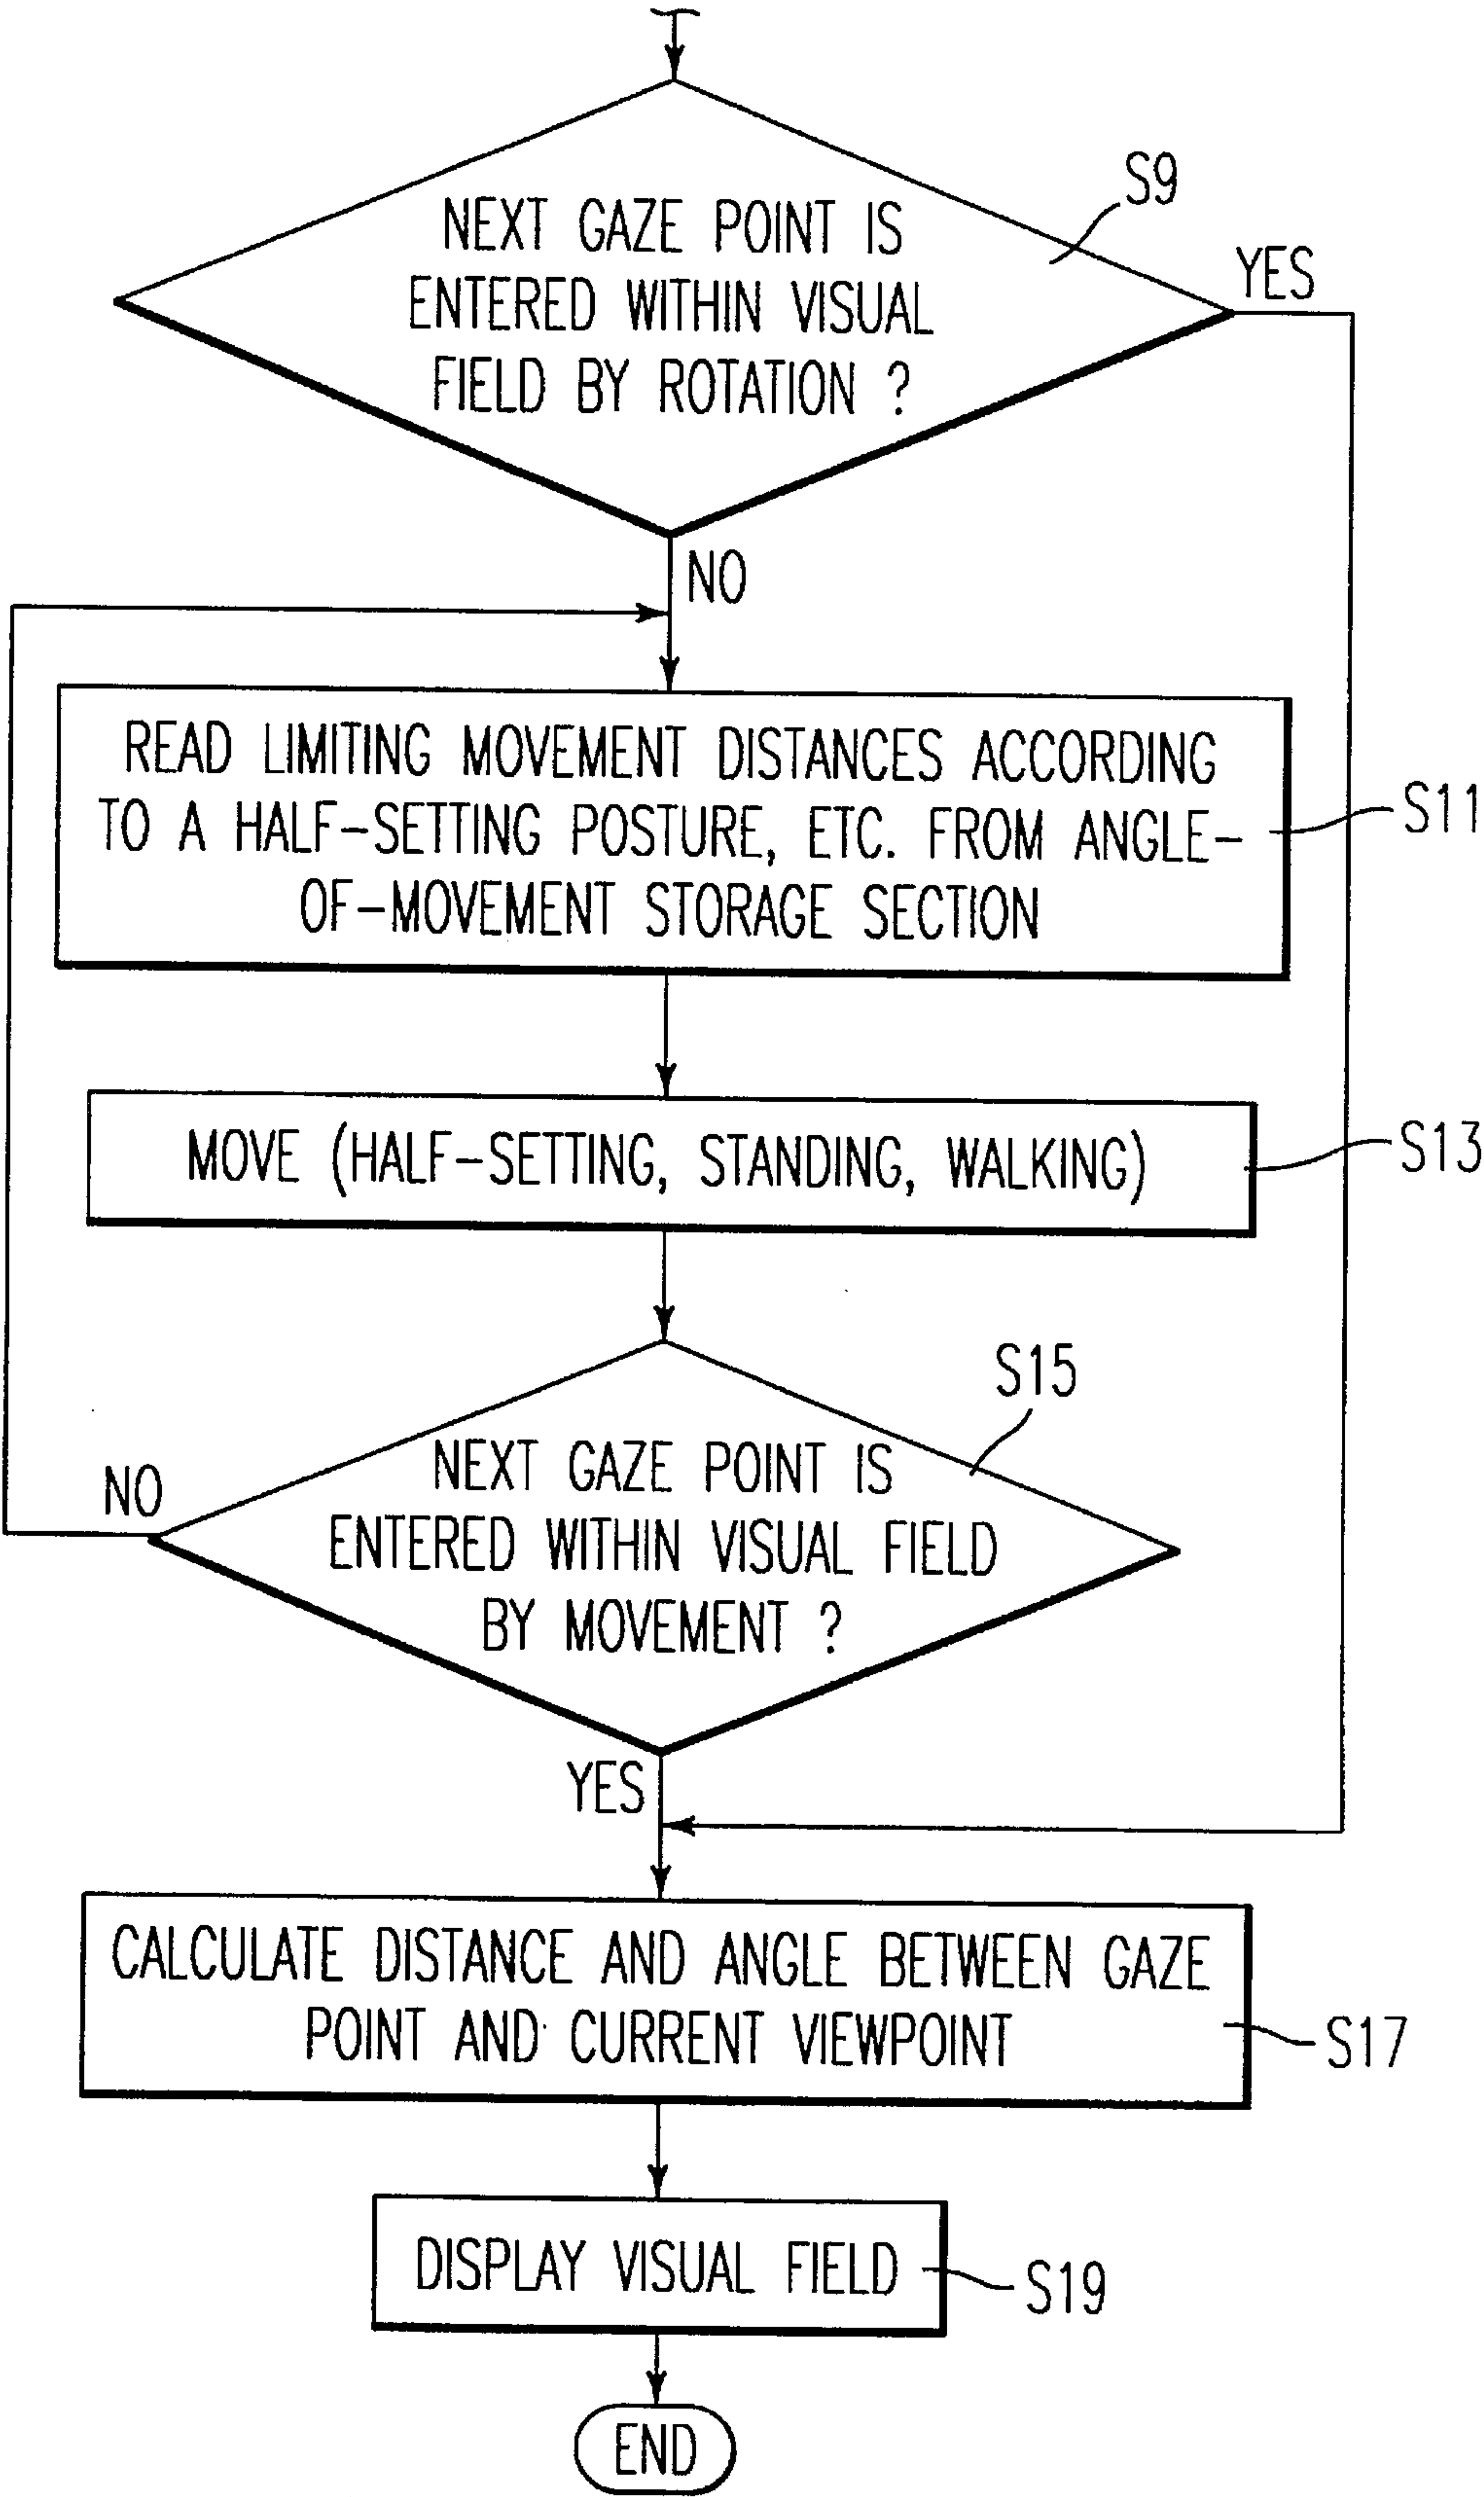 S9
NEXT GAZE POINT IS
ENTERED WITHIN VISUAL
FIELD BY ROTATION ?
YES
NO
READ LIMITING MOVEMENT DISTANCES ACCORDING
TO A HALF-SETTING POSTURE, ETC. FROM ANGLE-
OF-MOVEMENT STORAGE SECTION
S11
MOVE (HALF-SETTING, STANDING, WALKING)
S13
S15
NEXT GAZE POINT IS
ENTERED WITHIN VISUAL FIELD
BY MOVEMENT ?
NO
YES
CALCULATE DISTANCE AND ANGLE BETWEEN GAZE
POINT AND CURRENT VIEWPOINT
S17
DISPLAY VISUAL FIELD
S19
END